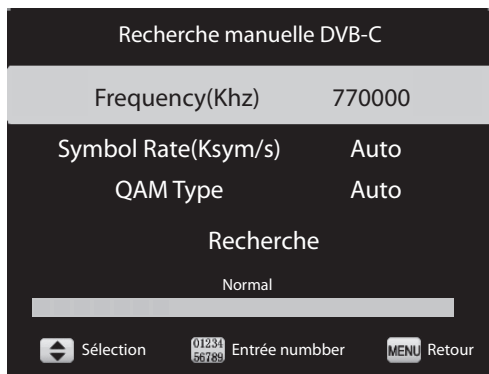 Recherche manuelle DVB-C
Frequency(Khz) 770000
Symbol Rate(Ksym/s) Auto
QAM Type Auto
Recherche
Normal
Sélection 01234 56789 Entrée numbber MENU Retour